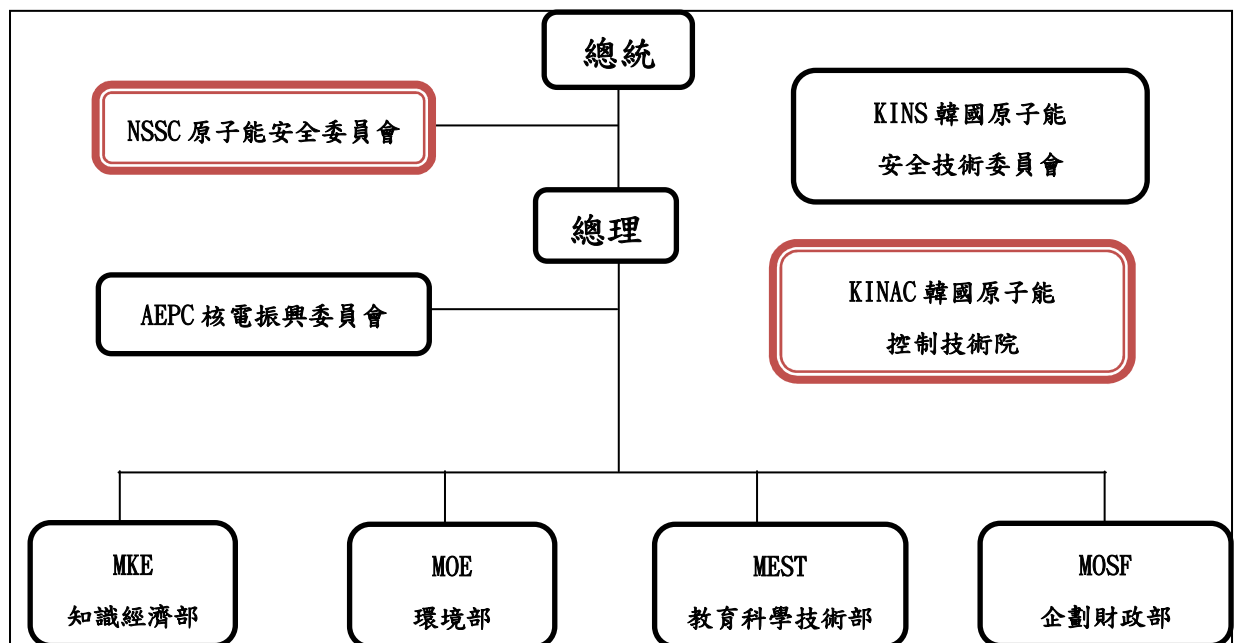 總統
NSSC 原子能安全委員會
KINS 韓國原子能
安全技術委員會
總理
KINAC 韓國原子能
控制技術院
AEPC 核電振興委員會
MKE
知識經濟部
MOE
環境部
MEST
教育科學技術部
MOSF
企劃財政部